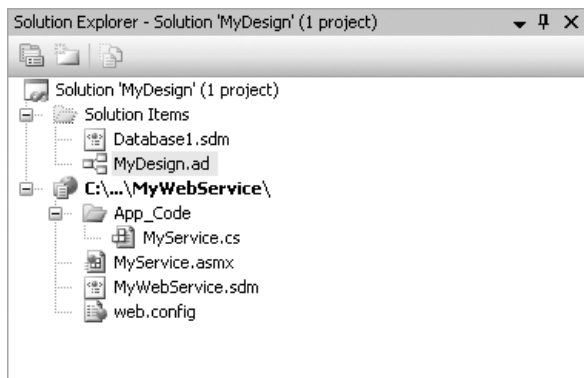 Solution Explorer - Solution 'MyDesign' (1 project)
Solution 'MyDesign' (1 project)
Solution Items
Database1.sdm
MyDesign.ad
C:\...\MyWebService\
App_Code
MyService.cs
MyService.asmx
MyWebService.sdm
web.config